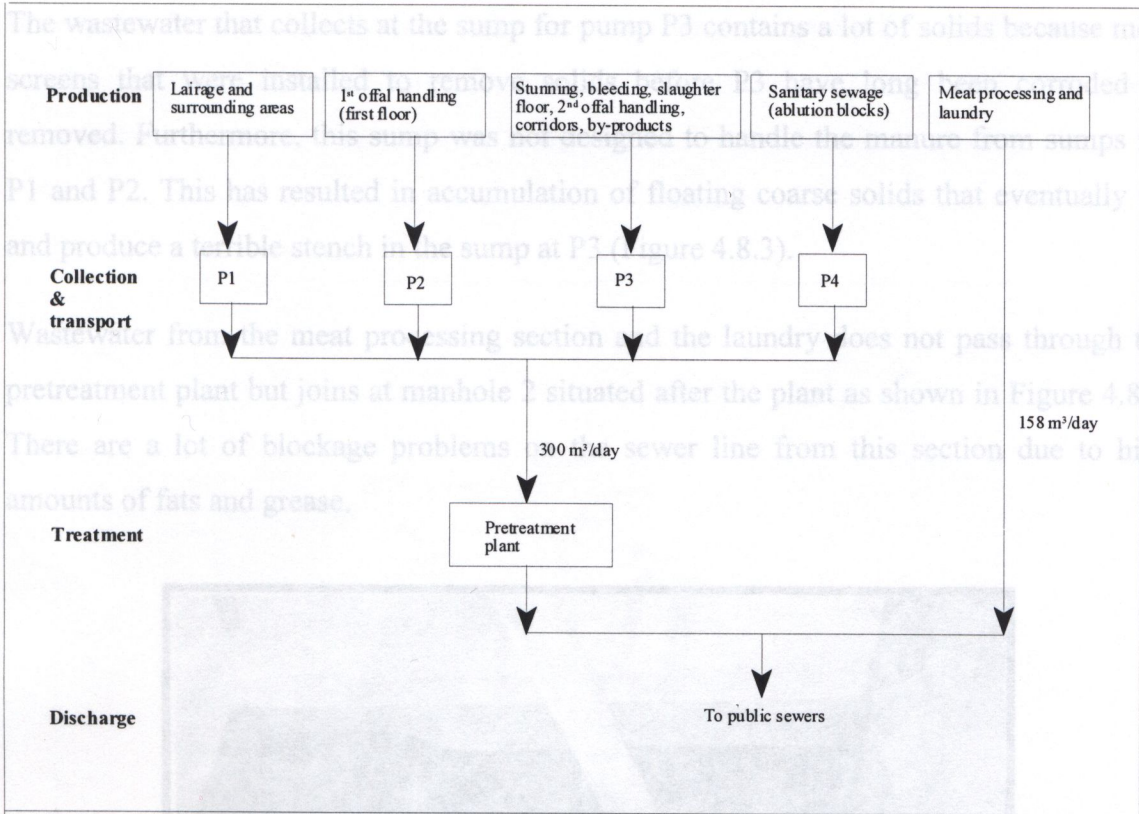 The wastewater that collects at the sump for pump P3 contains a lot of solids because
screens that were installed to remove solids before P3 have long been corroded
removed. Furthermore, this sump was not designed to handle the manure from sumps
P1 and P2. This has resulted in accumulation of floating coarse solids that eventually
and produce a terrible stench in the sump at P3 (Figure 4.8.3).
Wastewater from the meat processing section and the laundry does not pass through
pretreatment plant but joins at manhole 2 situated after the plant as shown in Figure 4.8
There are a lot of blockage problems on the sewer line from this section due to
amounts of fats and grease.
Production
Lairage and
surrounding areas
1st offal handling
(first floor)
Stunning, bleeding, slaughter
floor, 2nd offal handling,
corridors, by-products
Sanitary sewage
(ablution blocks)
Meat processing and
laundry
Collection
&
transport
P1
P2
P3
P4
300 m³/day
158 m³/day
Treatment
Pretreatment
plant
Discharge
To public sewers